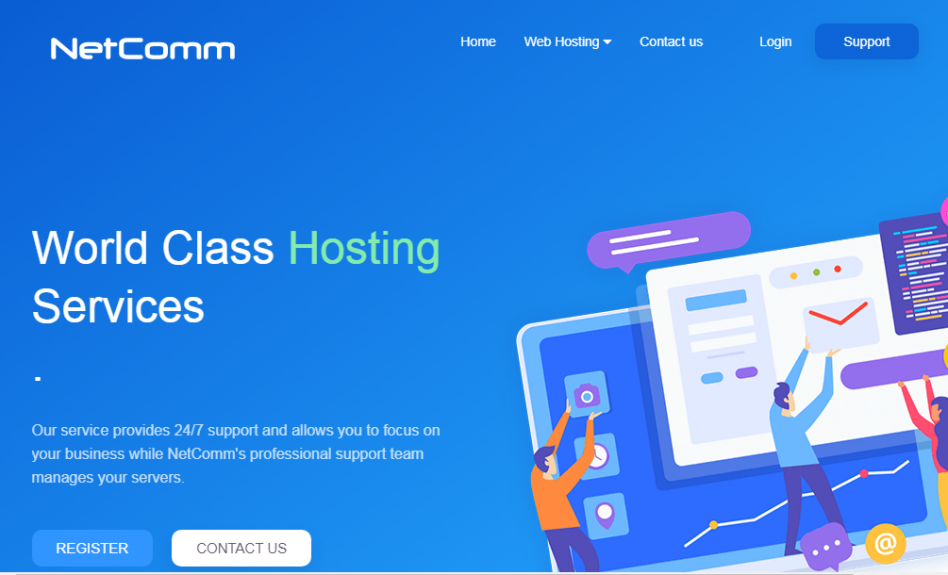 NetComm
Home Web Hosting Contact us Login Support
World Class Hosting
Services
.
Our service provides 24/7 support and allows you to focus on
your business while NetComm's professional support team
manages your servers.
REGISTER CONTACT US
@